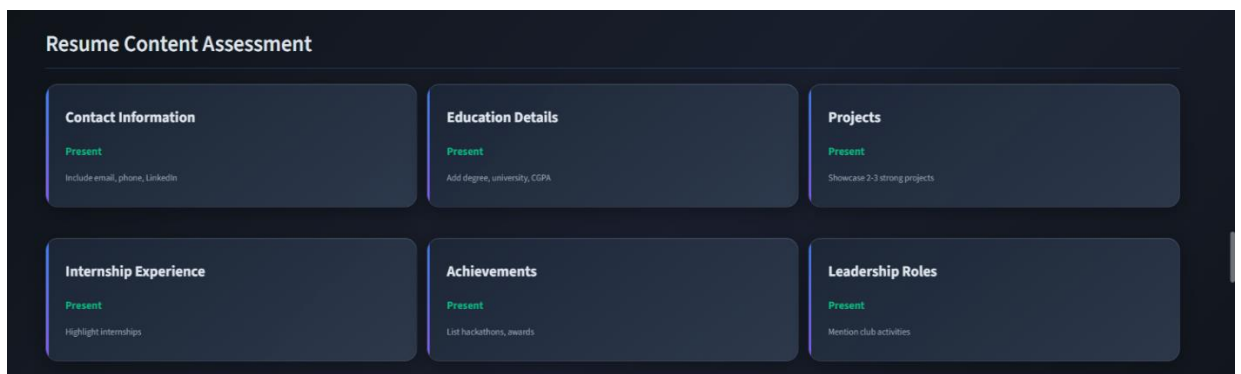 Resume Content Assessment
Contact Information
Present
Include email, phone, LinkedIn
Education Details
Present
Add degree, university, CGPA
Projects
Present
Showcase 2-3 strong projects
Internship Experience
Present
Highlight internships
Achievements
Present
List hackathons, awards
Leadership Roles
Present
Mention club activities